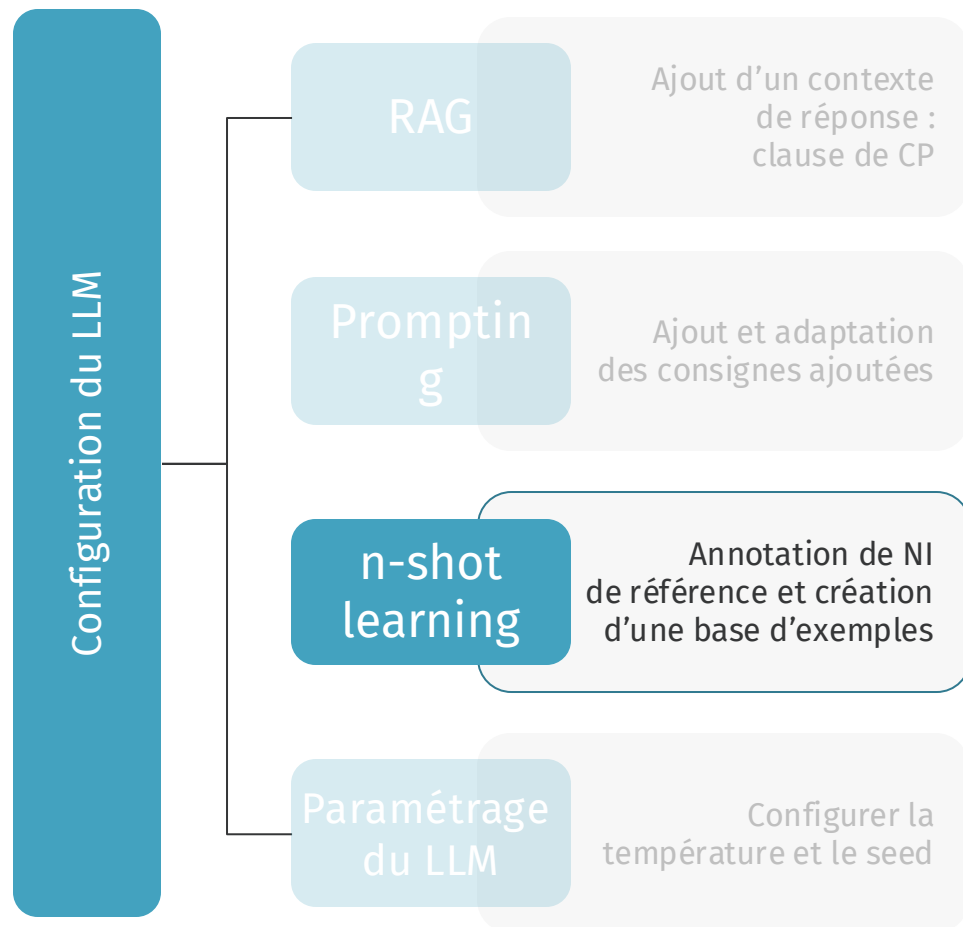 Configuration du LLM
RAG
Ajout d’un contexte
de réponse :
clause de CP
Promptin
g
Ajout et adaptation
des consignes ajoutées
n-shot
learning
Annotation de NI
de référence et création
d’une base d’exemples
Paramétrage
du LLM
Configurer la
température et le seed